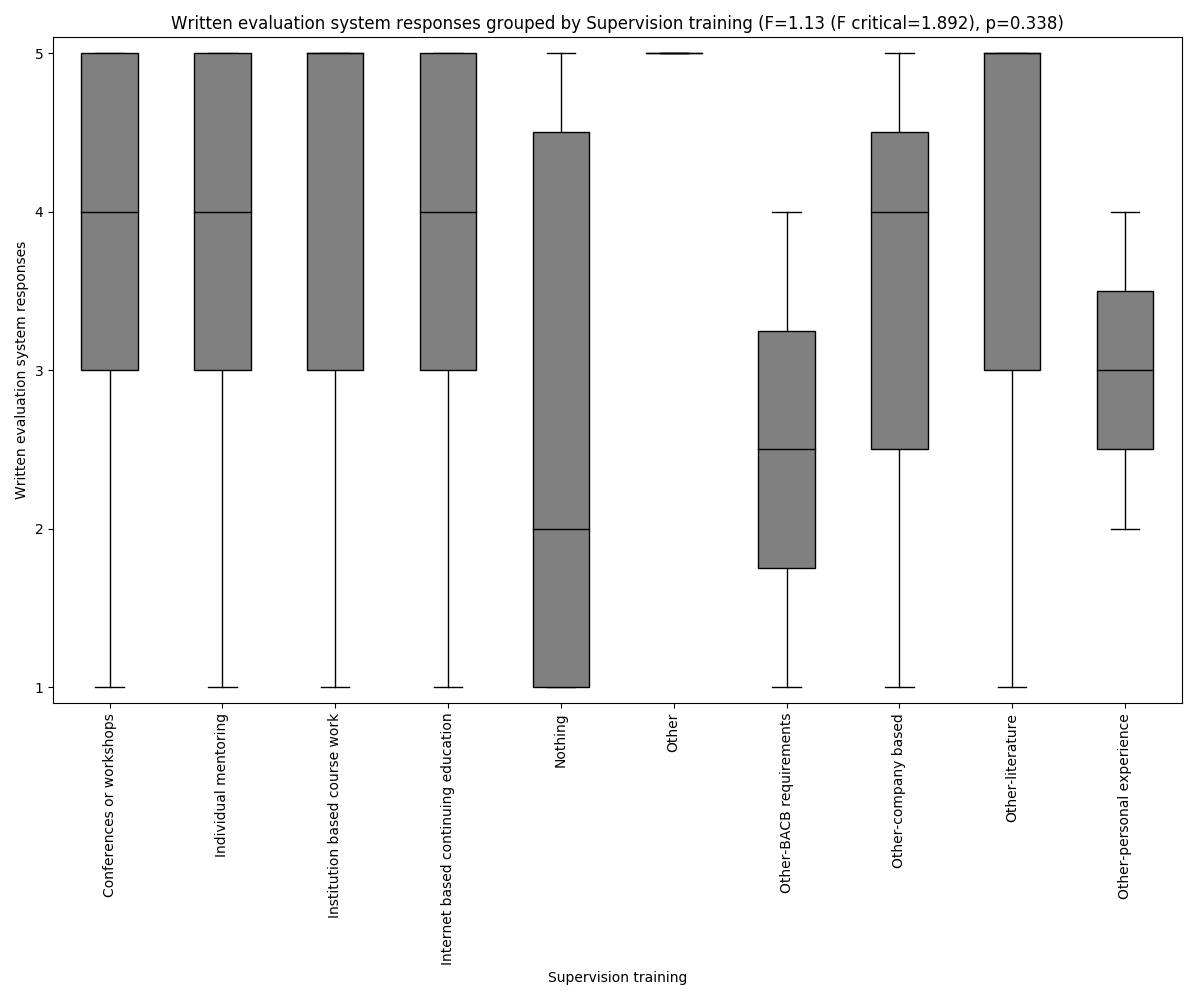 Written evaluation system responses grouped by Supervision training (F=1.13 (F critical=1.892), p=0.338)
Written evaluation system responses
5
4
3
2
1
Conferences or workshops
Individual mentoring
Institution based course work
Internet based continuing education
Nothing
Other
Other-BACB requirements
Other-company based
Other-literature
Other-personal experience
Supervision training